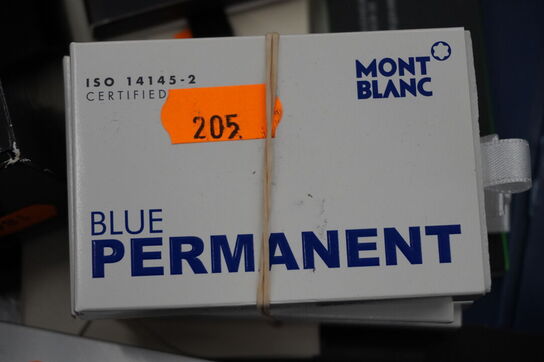 ISO 14145-2
CERTIFIED
205
MONT
BLANC
BLUE
PERMANENT